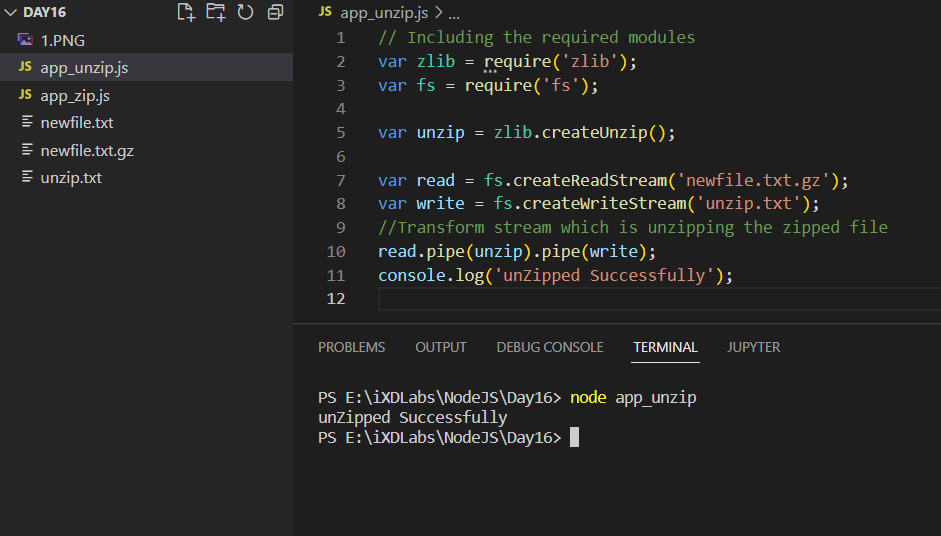 DAY16
1.PNG
JS app_unzip.js
JS app_zip.js
newfile.txt
newfile.txt.gz
unzip.txt
JS app_unzip.js > ...
1 // Including the required modules
2 var zlib = require('zlib');
3 var fs = require('fs');
4
5 var unzip = zlib.createUnzip();
6
7 var read = fs.createReadStream('newfile.txt.gz');
8 var write = fs.createWriteStream('unzip.txt');
9 //Transform stream which is unzipping the zipped file
10 read.pipe(unzip).pipe(write);
11 console.log('unZipped Successfully');
12
PROBLEMS OUTPUT DEBUG CONSOLE TERMINAL JUPYTER
PS E:\iXDLabs\NodeJS\Day16> node app_unzip
unZipped Successfully
PS E:\iXDLabs\NodeJS\Day16>